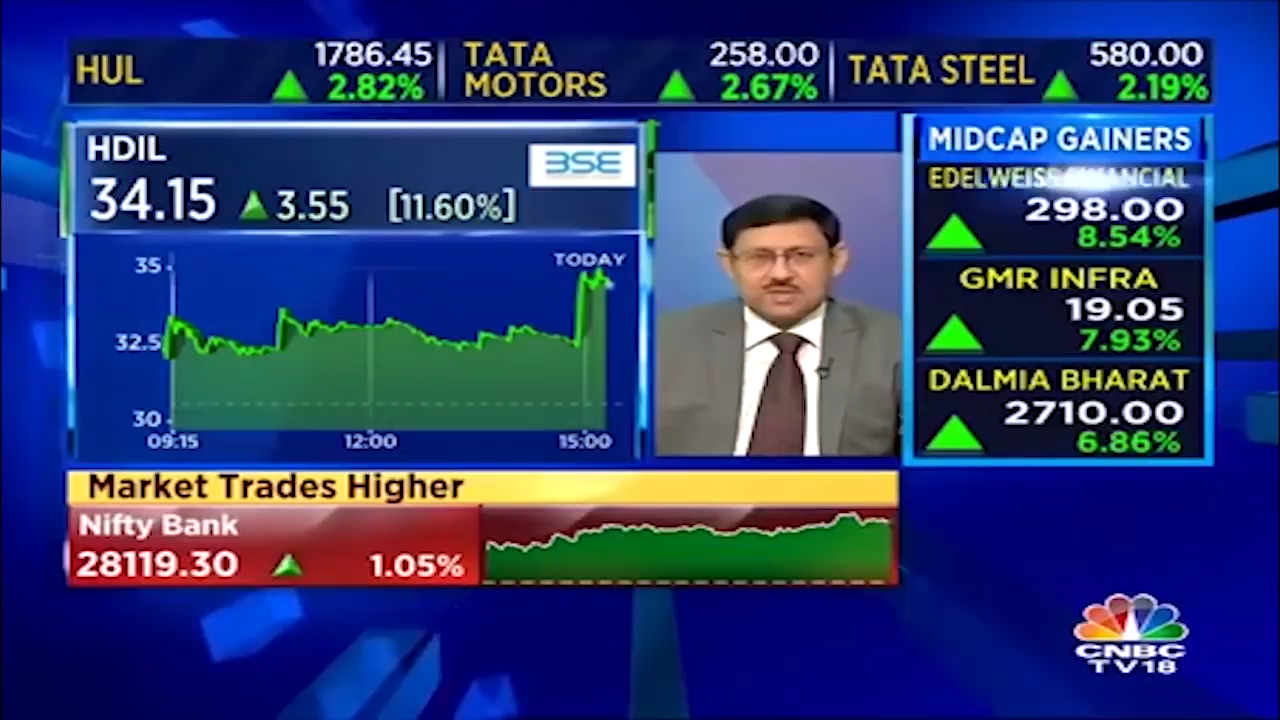 HUL
1786.45
2.82%
TATA
MOTORS
258.00
2.67%
TATA STEEL
580.00
2.19%
HDIL
34.15 3.55 [11.60%]
BSE
TODAY
35
32.5
30
09:15 12:00 15:00
MIDCAP GAINERS
EDELWEISS FINANCIAL
298.00
8.54%
GMR INFRA
19.05
7.93%
DALMIA BHARAT
2710.00
6.86%
Market Trades Higher
Nifty Bank
28119.30 1.05%
CNBC
TV18